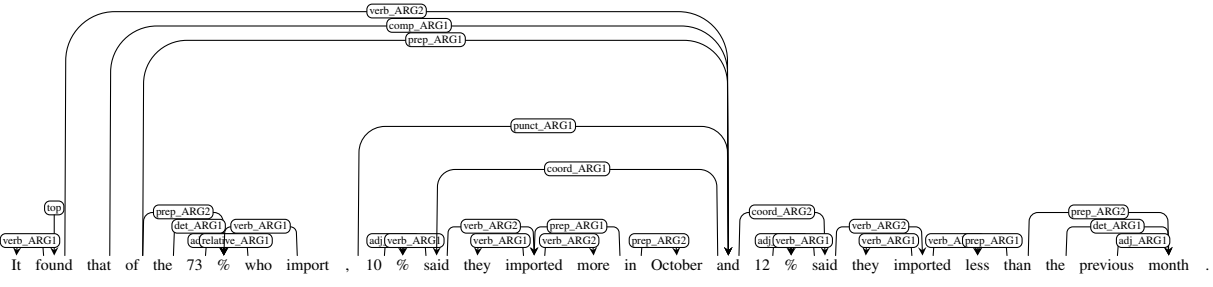 verb_ARG2
comp_ARG1
prep_ARG1
punct_ARG1
coord_ARG1
top prep_ARG2 coord_ARG2 prep_ARG2
det_ARG1 verb_ARG1 verb_ARG2 prep_ARG1 verb_ARG2 det_ARG1
verb_ARG1 relative_ARG1 verb_ARG1 verb_ARG1 verb_ARG2 prep_ARG2 verb_ARG1 verb_ARG1 prep_ARG1 adj_ARG1
It found that of the 73 % who import , 10 % said they imported more in October and 12 % said they imported less than the previous month .